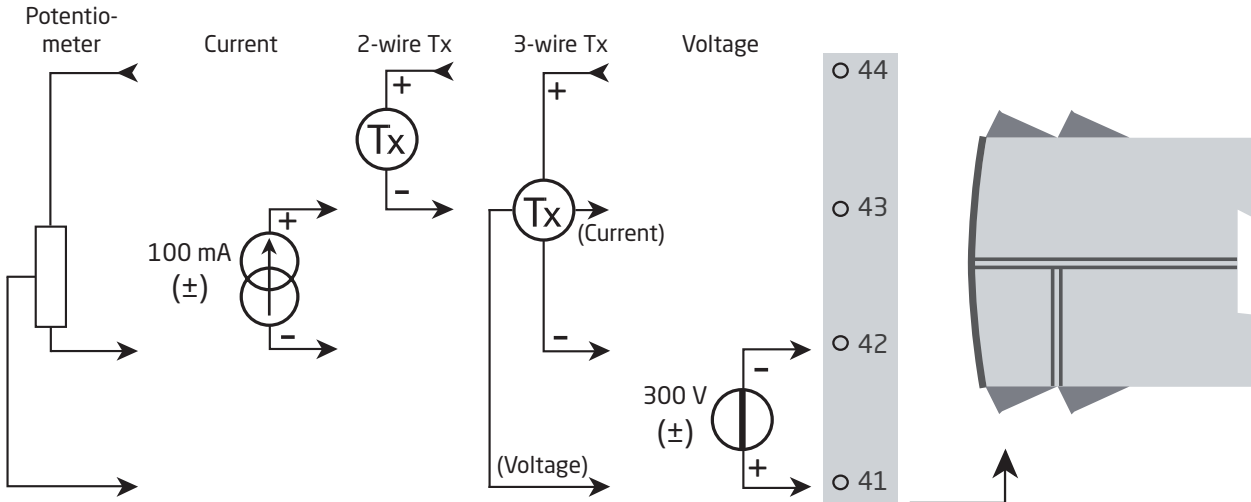 Potentio-
meter
Current
2-wire Tx
3-wire Tx
Voltage
+
Tx
-
+
Tx
(Current)
-
(Voltage)
100 mA
(±)
+
-
300 V
(±)
-
+
44
43
42
41